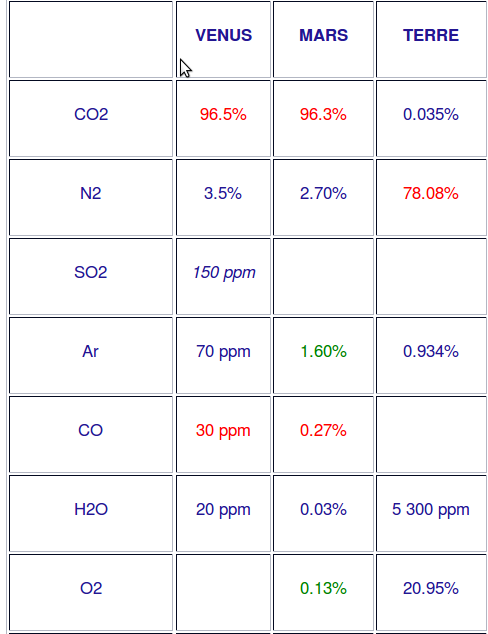 VENUS MARS TERRE
CO2 96.5% 96.3% 0.035%
N2 3.5% 2.70% 78.08%
SO2 150 ppm
Ar 70 ppm 1.60% 0.934%
CO 30 ppm 0.27%
H2O 20 ppm 0.03% 5 300 ppm
O2 0.13% 20.95%